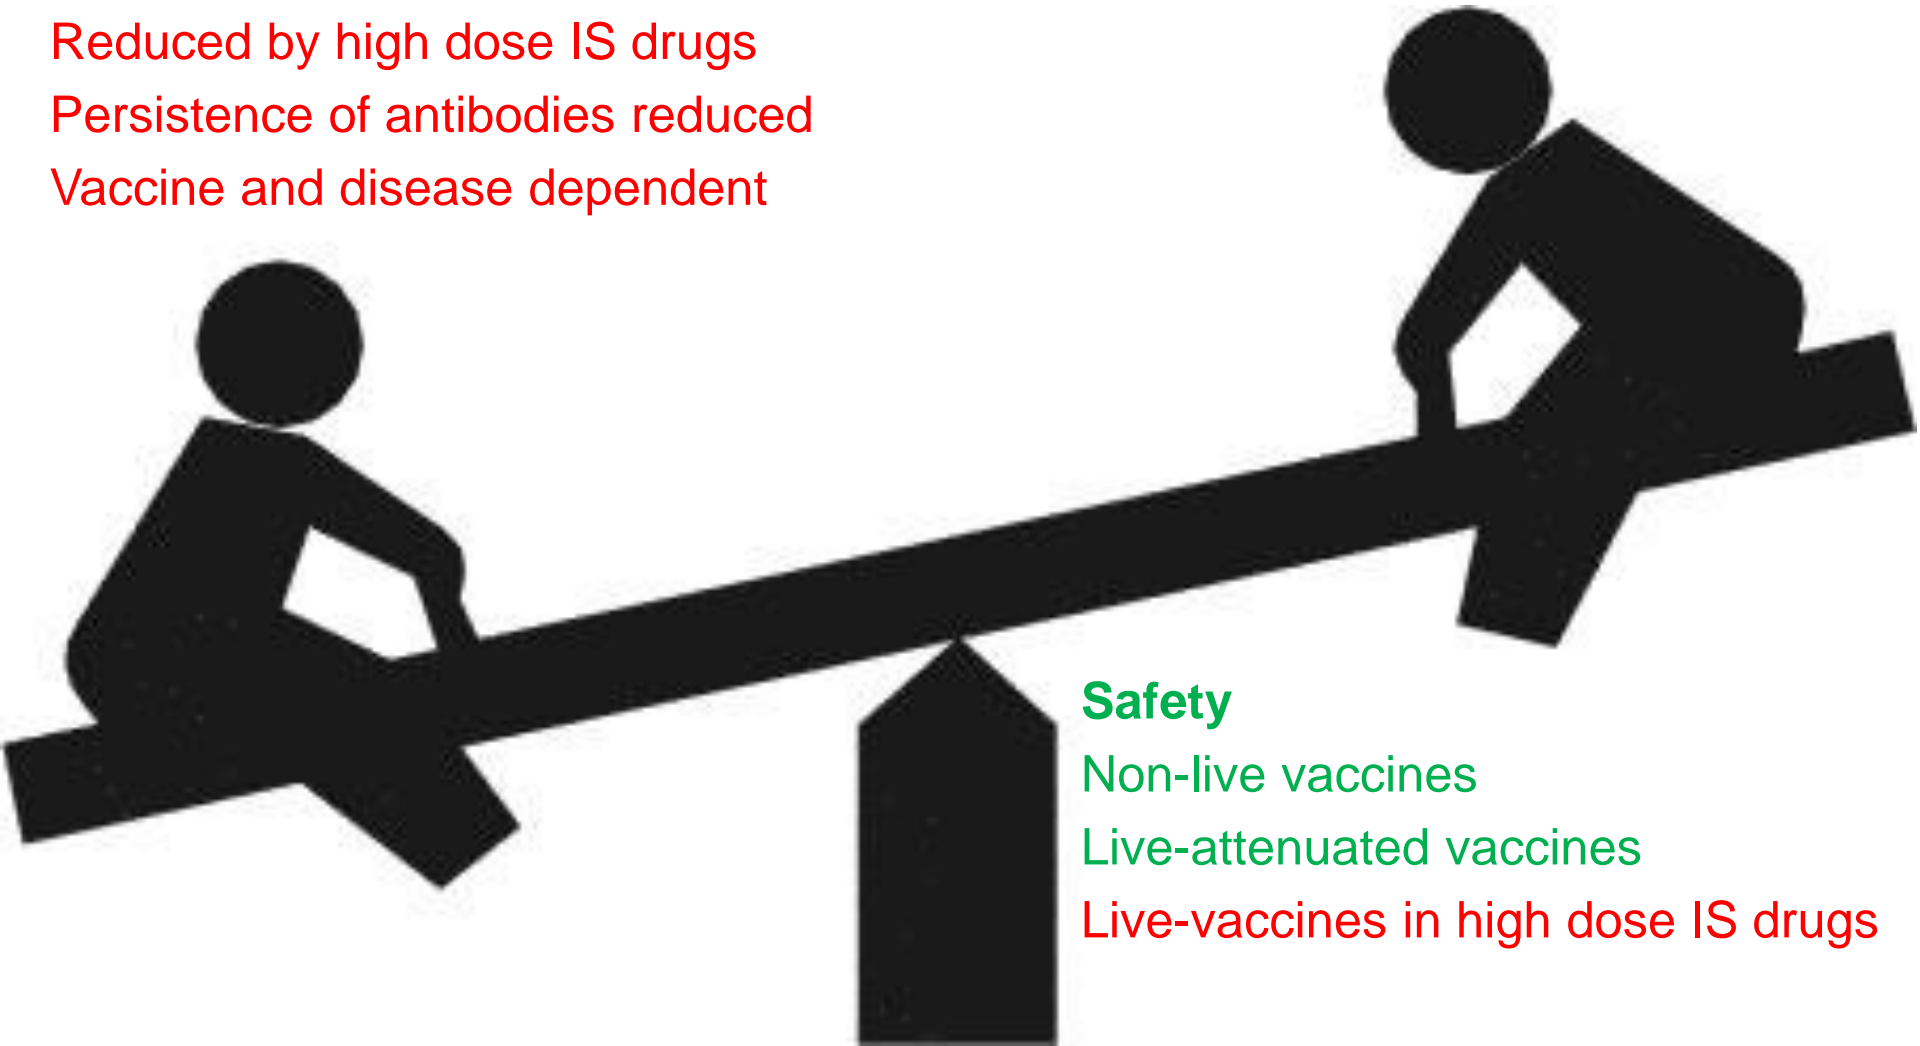 Reduced by high dose IS drugs
Persistence of antibodies reduced
Vaccine and disease dependent
Safety
Non-live vaccines
Live-attenuated vaccines
Live-vaccines in high dose IS drugs